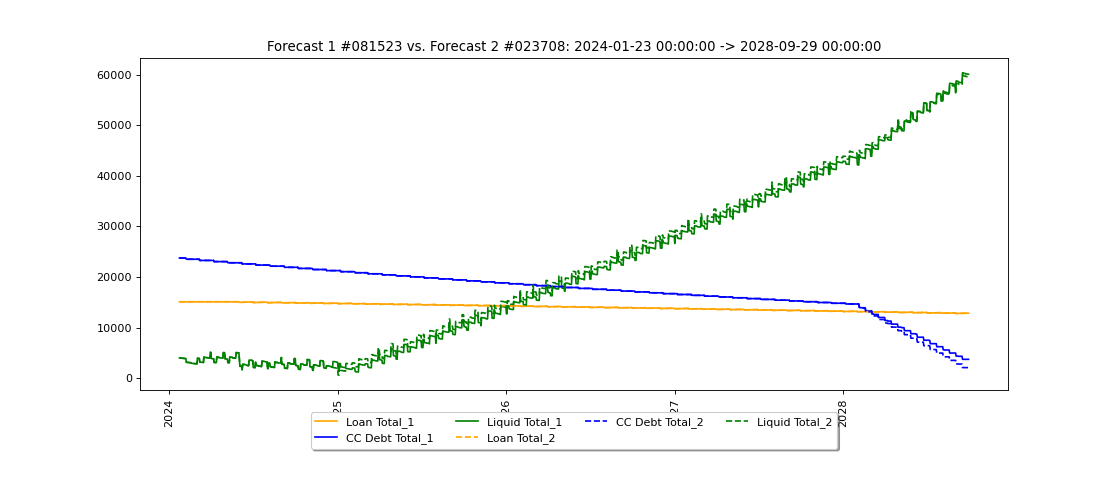 Forecast 1 #081523 vs. Forecast 2 #023708: 2024-01-23 00:00:00 -> 2028-09-29 00:00:00
60000
50000
40000
30000
20000
10000
0
2024
25
26
27
2028
Loan Total_1
Liquid Total_1
CC Debt Total_2
Liquid Total_2
CC Debt Total_1
Loan Total_2